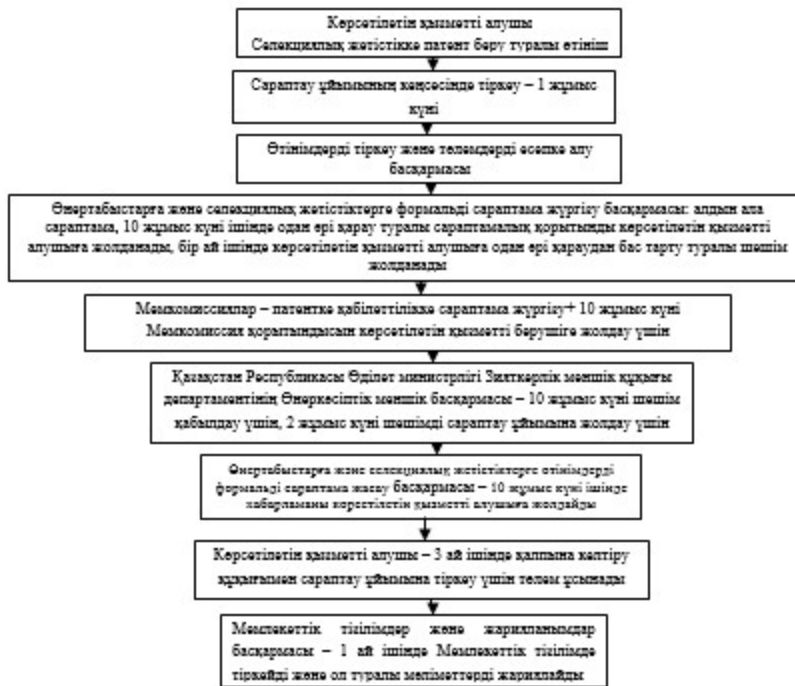 Көрсетілетін қызметті алушы
Селекциялық жетістікке патент беру туралы өтініш
Сараптау ұйымының кеңсесінде тіркеу – 1 жұмыс
күні
Өтінімдерді тіркеу және төлемдерді есепке алу
басқармасы
Өнертабыстарға және селекциялық жетістіктерге формальді сараптама жүргізу басқармасы: алдын ала
сараптама, 10 жұмыс күні ішінде одан әрі қарау туралы сараптамалық қорытынды көрсетілетін қызметті
алушыға жолданады, бір ай ішінде көрсетілетін қызметті алушыға одан әрі қараудан бас тарту туралы шешім
жолданады
Мемкомиссиялар – патентке қабілеттілікке сараптама жүргізу+ 10 жұмыс күні
Мемкомиссия қорытындысын көрсетілетін қызметті берушіге жолдау үшін
Қазақстан Республикасы Әділет министрлігі Зияткерлік меншік құқығы
департаментінің Өнеркәсіптік меншік басқармасы – 10 жұмыс күні шешім
қабылдау үшін, 2 жұмыс күні шешімді сараптау ұйымына жолдау үшін
Өнертабыстарға және селекциялық жетістіктерге өтінімдерді
формальді сараптама жасау басқармасы – 10 жұмыс күні ішінде
хабарламаны көрсетілетін қызметті алушыға жолдайды
Көрсетілетін қызметті алушы – 3 ай ішінде қалпына келтіру
құқығымен сараптау ұйымына тіркеу үшін төлем ұсынады
Мемлекеттік тізілімдер және жарияланымдар
басқармасы – 1 ай ішінде Мемлекеттік тізілімде
тіркейді және ол туралы мәліметтерді жариялайды